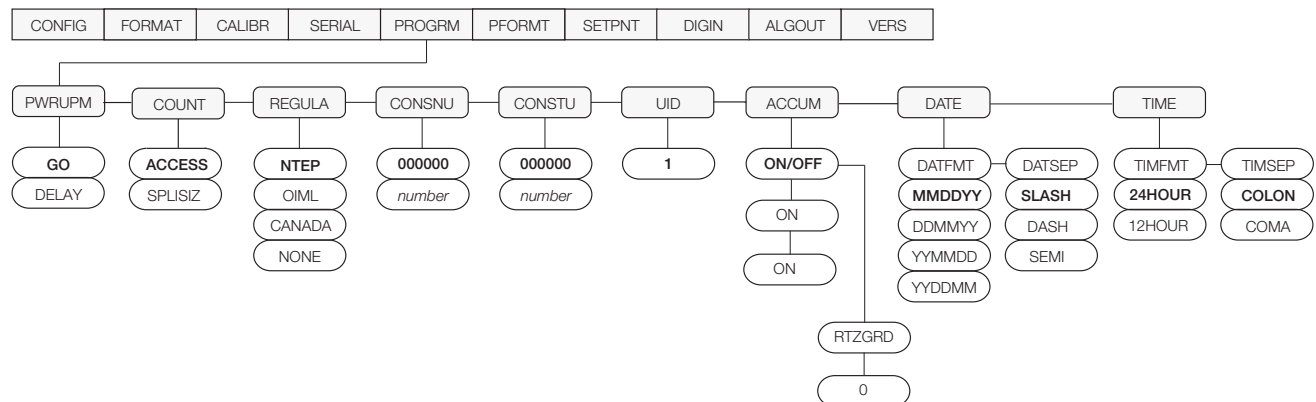 CONFIG FORMAT CALIBR SERIAL PROGRM PFORMT SETPNT DIGIN ALGOUT VERS
PWRUPM COUNT REGULA CONSNU CONSTU UID ACCUM DATE TIME
GO ACCESS NTEP 000000 000000 1 ON/OFF DATFMT DATSEP TIMFMT TIMSEP
DELAY SPLISIZ OIML number number ON MMDDYY SLASH 24HOUR COLON
CANADA DDMMYY DASH 12HOUR COMA
NONE ON YYMMDD SEMI
YYDDMM
RTZGRD
0